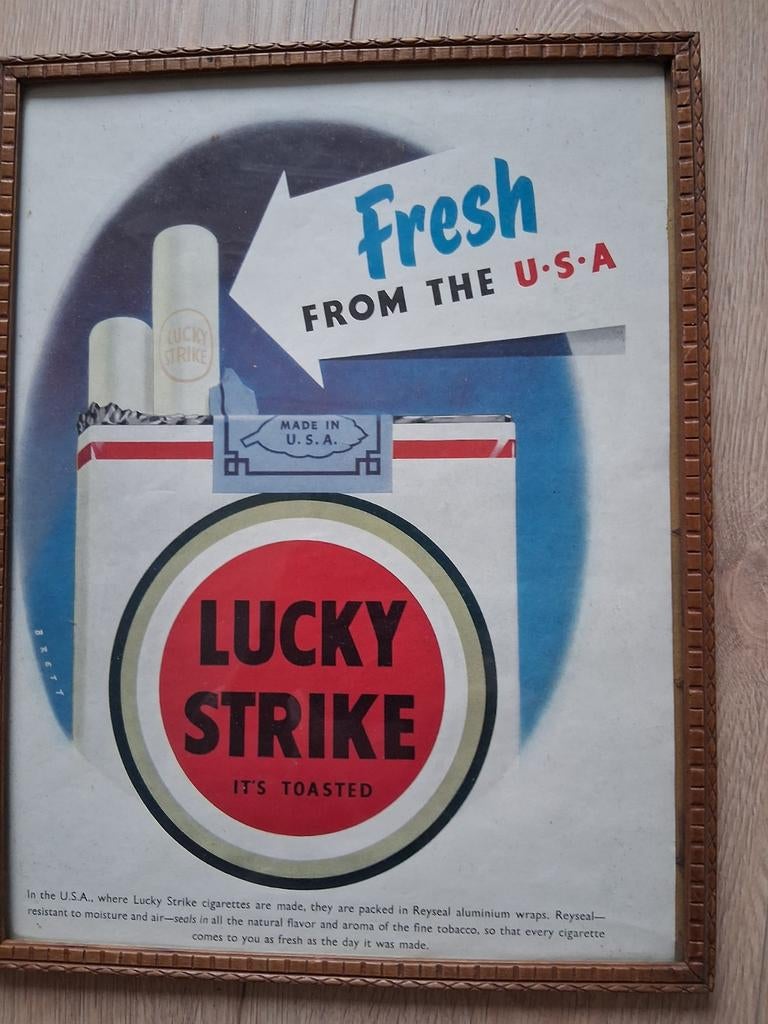 Fresh
FROM THE U·S·A
LUCKY
STRIKE
MADE IN
U.S.A.
LUCKY
STRIKE
IT'S TOASTED
BRETT
In the U.S.A., where Lucky Strike cigarettes are made, they are packed in Reyseal aluminium wraps. Reyseal—
resistant to moisture and air—seals in all the natural flavor and aroma of the fine tobacco, so that every cigarette
comes to you as fresh as the day it was made.